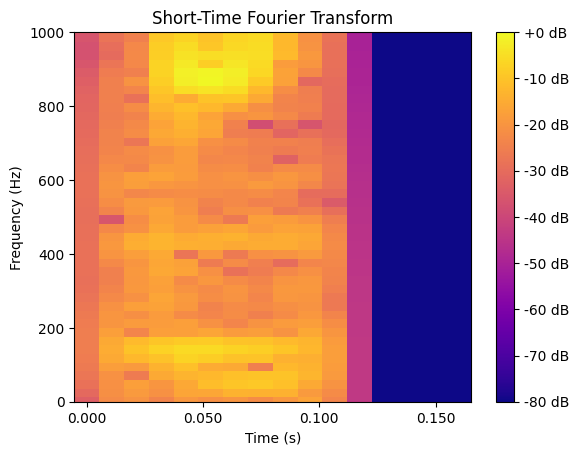 Short-Time Fourier Transform
1000
800
600
400
200
0
Frequency (Hz)
0.000
0.050
0.100
0.150
Time (s)
+0 dB
-10 dB
-20 dB
-30 dB
-40 dB
-50 dB
-60 dB
-70 dB
-80 dB